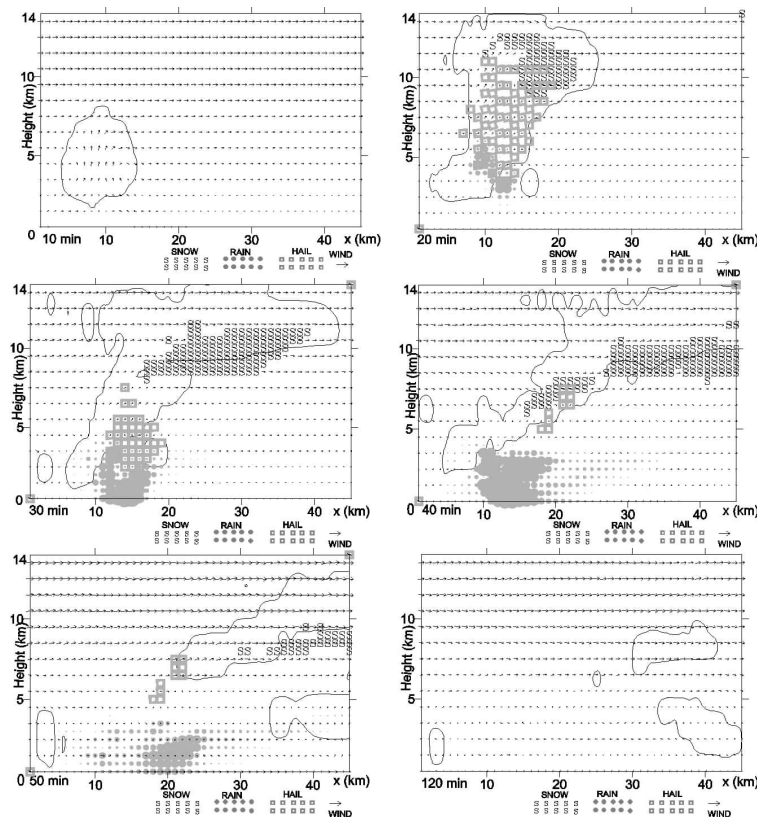 14
10
Height (km)
5
0 10 min 10 20 30 40 x (km)
SNOW RAIN HAIL
WIND
14
10
Height (km)
5
0 20 min 10 20 30 40 x (km)
SNOW RAIN HAIL
WIND
14
10
Height (km)
5
0 30 min 10 20 30 40 x (km)
SNOW RAIN HAIL
WIND
14
10
Height (km)
5
0 40 min 10 20 30 40 x (km)
SNOW RAIN HAIL
WIND
14
10
Height (km)
5
0 50 min 10 20 30 40 x (km)
SNOW RAIN HAIL
WIND
14
10
Height (km)
5
0 120 min 10 20 30 40 x (km)
SNOW RAIN HAIL
WIND